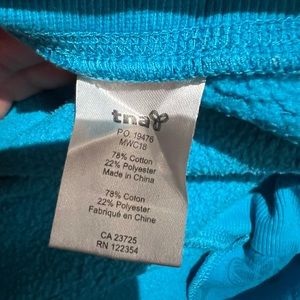 tna
PO. 19476
MWC18
78% Cotton
22% Polyester
Made in China
78% Coton
22% Polyester
Fabriqué en Chine
CA 23725
RN 122354